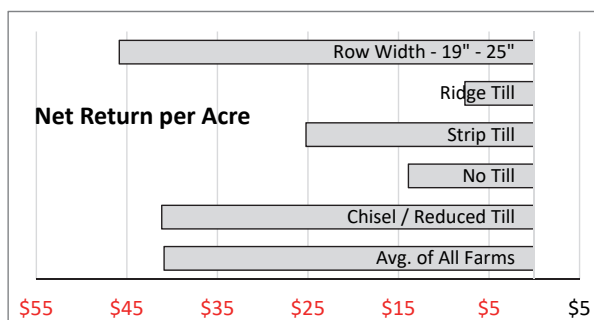 Row Width - 19" - 25"
Ridge Till
Net Return per Acre
Strip Till
No Till
Chisel / Reduced Till
Avg. of All Farms
$55 $45 $35 $25 $15 $5 $5